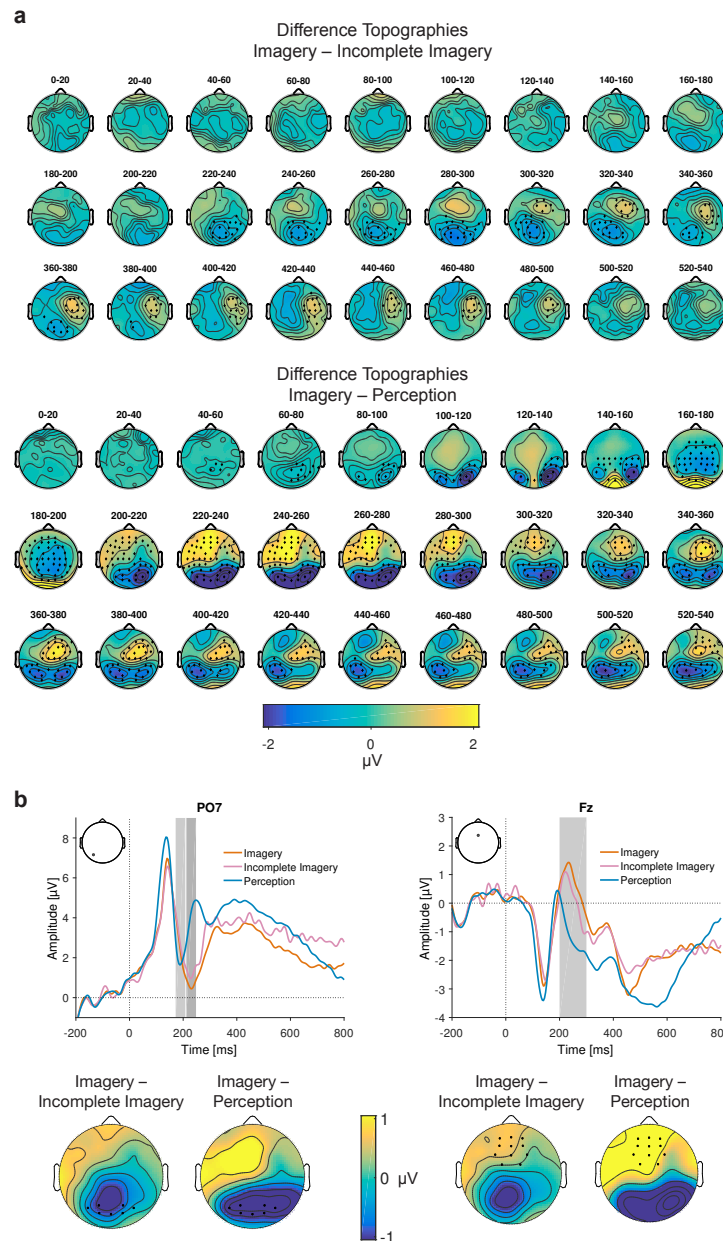 a
Difference Topographies
Imagery – Incomplete Imagery
0-20 20-40 40-60 60-80 80-100 100-120 120-140 140-160 160-180
180-200 200-220 220-240 240-260 260-280 280-300 300-320 320-340 340-360
360-380 380-400 400-420 420-440 440-460 460-480 480-500 500-520 520-540
Difference Topographies
Imagery – Perception
0-20 20-40 40-60 60-80 80-100 100-120 120-140 140-160 160-180
180-200 200-220 220-240 240-260 260-280 280-300 300-320 320-340 340-360
360-380 380-400 400-420 420-440 440-460 460-480 480-500 500-520 520-540
-2 0 2
µV
b
PO7
8
6
4
2
0
Amplitude [µV]
Imagery
Incomplete Imagery
Perception
-200 0 200 400 600 800
Time [ms]
Fz
3
2
1
0
-1
-2
-3
-4
Amplitude [µV]
Imagery
Incomplete Imagery
Perception
-200 0 200 400 600 800
Time [ms]
Imagery –
Incomplete Imagery
Imagery –
Perception
1
0 µV
-1
Imagery –
Incomplete Imagery
Imagery –
Perception